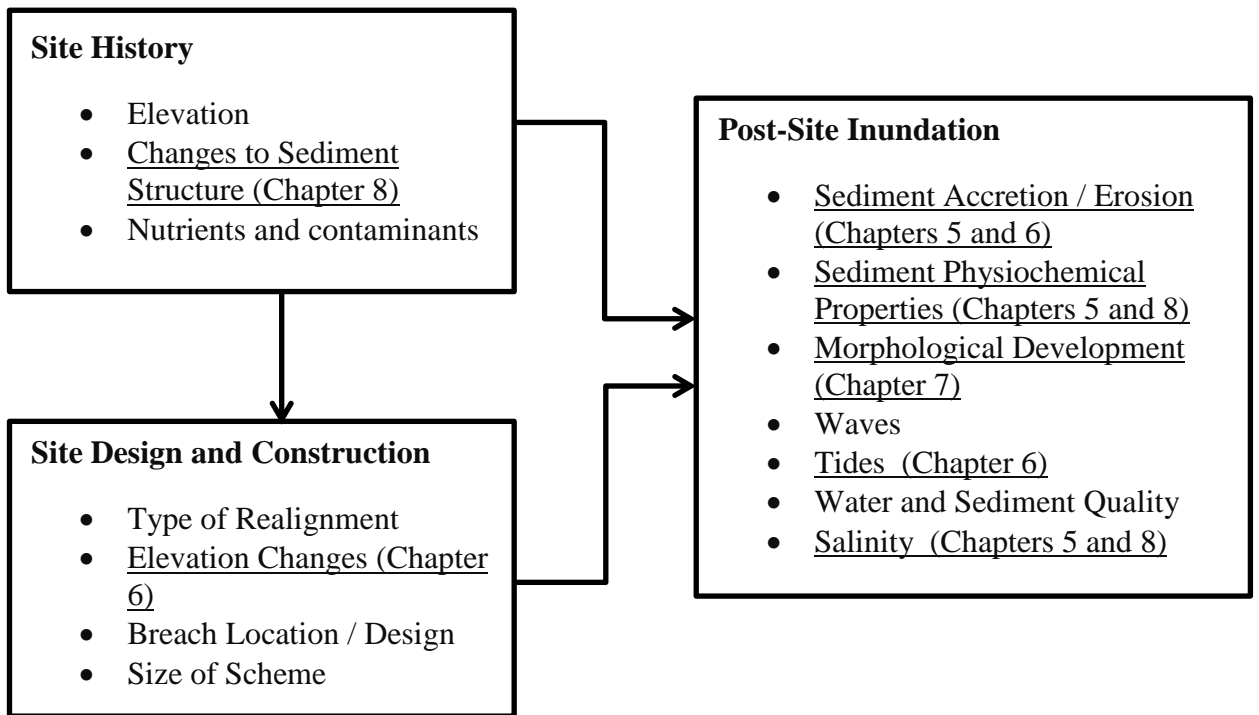 Site History
• Elevation
• Changes to Sediment
Structure (Chapter 8)
• Nutrients and contaminants
Site Design and Construction
• Type of Realignment
• Elevation Changes (Chapter
6)
• Breach Location / Design
• Size of Scheme
Post-Site Inundation
• Sediment Accretion / Erosion
(Chapters 5 and 6)
• Sediment Physiochemical
Properties (Chapters 5 and 8)
• Morphological Development
(Chapter 7)
• Waves
• Tides  (Chapter 6)
• Water and Sediment Quality
• Salinity  (Chapters 5 and 8)